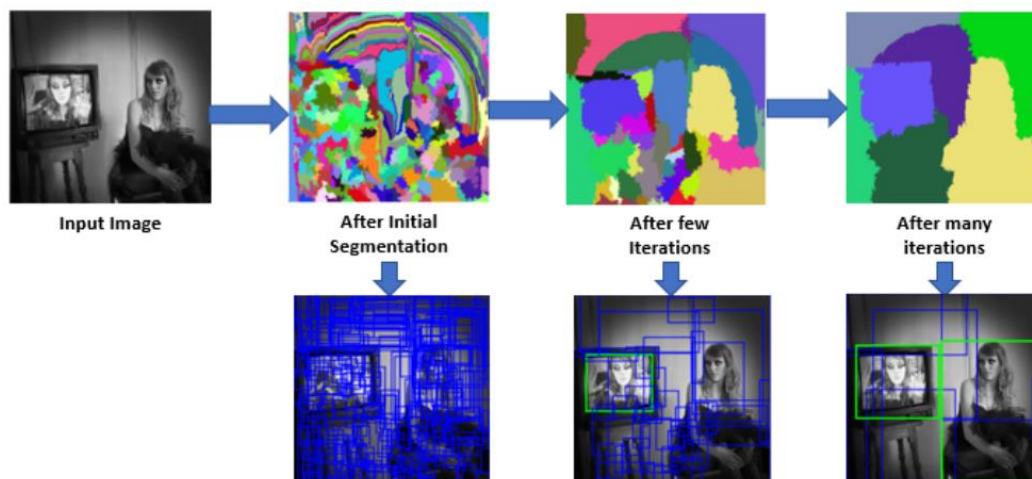 Input Image
After Initial
Segmentation
After few
Iterations
After many
iterations